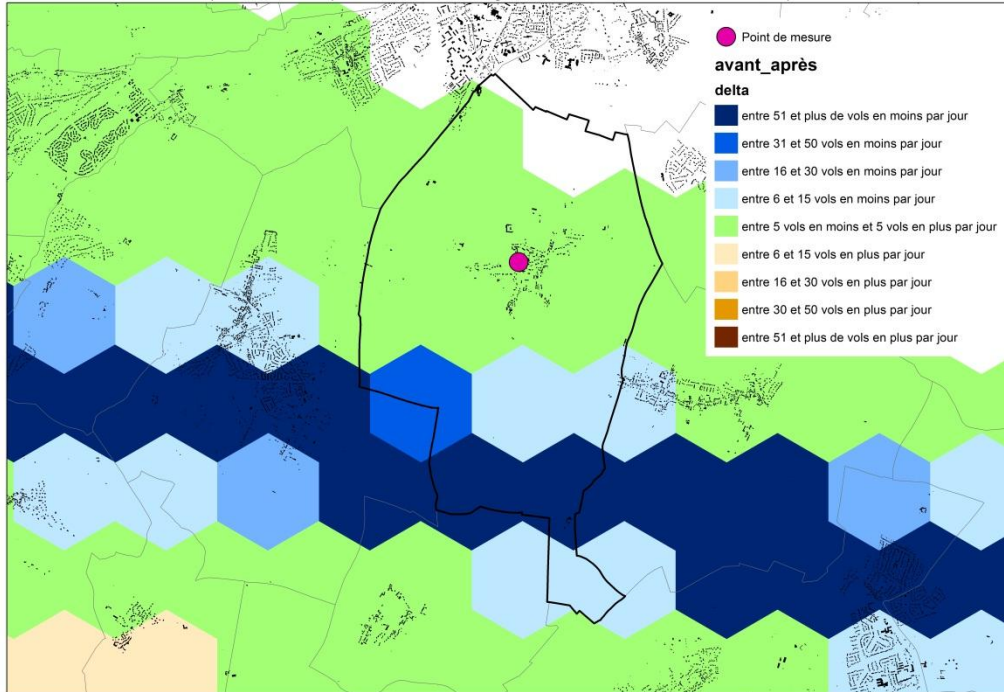 Point de mesure
avant_après
delta
entre 51 et plus de vols en moins par jour
entre 31 et 50 vols en moins par jour
entre 16 et 30 vols en moins par jour
entre 6 et 15 vols en moins par jour
entre 5 vols en moins et 5 vols en plus par jour
entre 6 et 15 vols en plus par jour
entre 16 et 30 vols en plus par jour
entre 30 et 50 vols en plus par jour
entre 51 et plus de vols en plus par jour